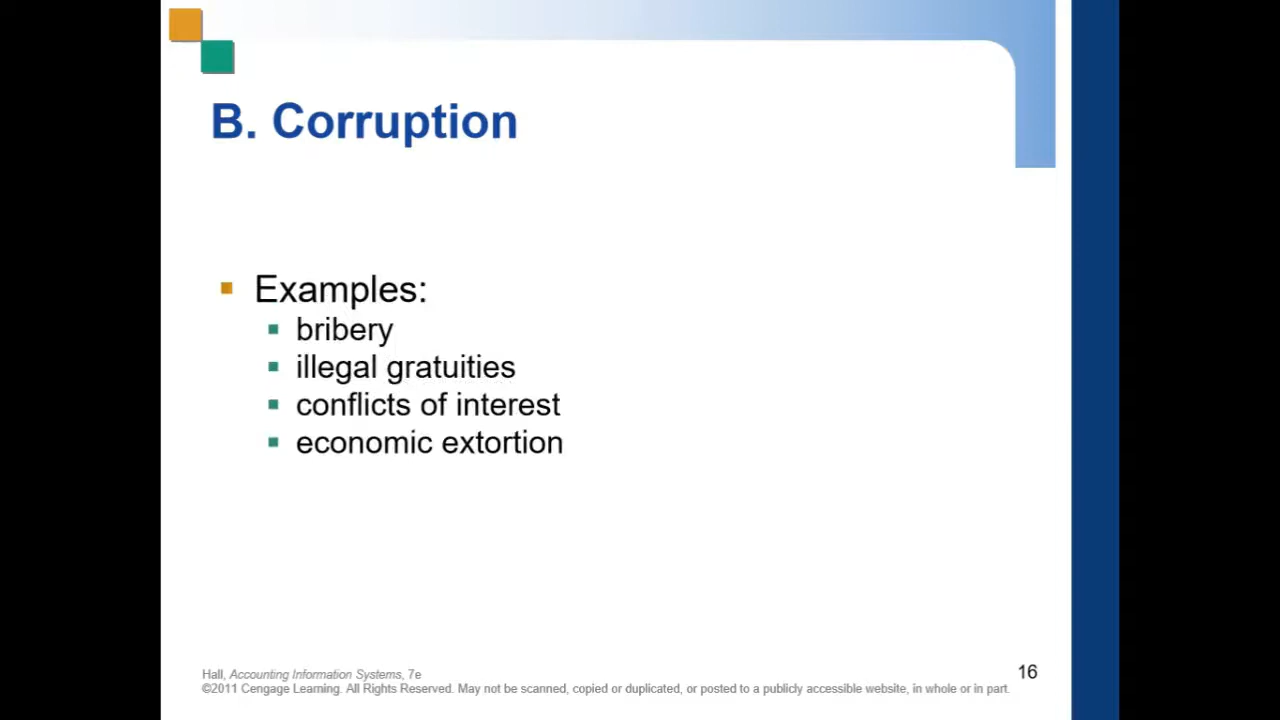 B. Corruption
Examples:
bribery
illegal gratuities
conflicts of interest
economic extortion
Hall, Accounting Information Systems, 7e
©2011 Cengage Learning. All Rights Reserved. May not be scanned, copied or duplicated, or posted to a publicly accessible website, in whole or in part.
16